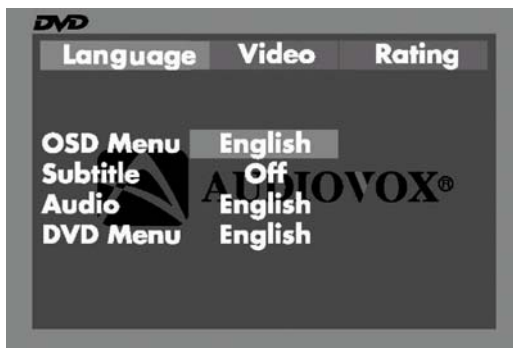 DVD
Language Video Rating
OSD Menu English
Subtitle Off
AUDIOVOX®
Audio English
DVD Menu English